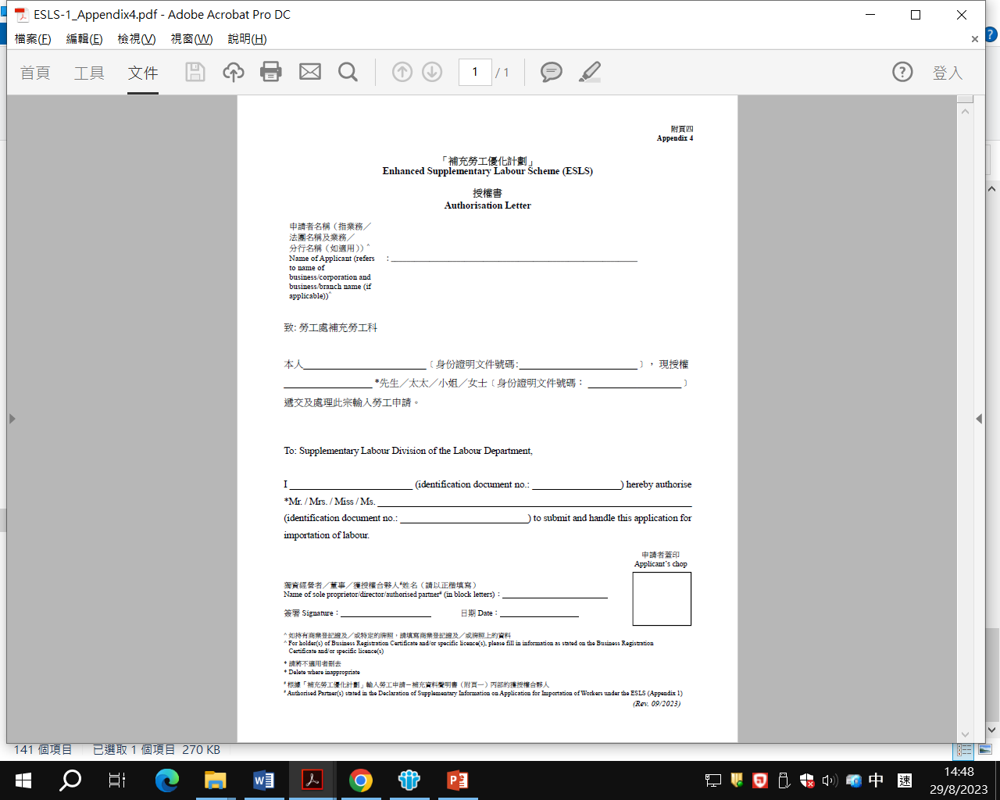 ESLS-1_Appendix4.pdf - Adobe Acrobat Pro DC
檔案(F) 編輯(E) 檢視(V) 視窗(W) 說明(H)
首頁 工具 文件 1 / 1 登入
附頁四
Appendix 4
「補充勞工優化計劃」
Enhanced Supplementary Labour Scheme (ESLS)
授權書
Authorisation Letter
申請者名稱（指業務／
法團名稱及業務／
分行名稱（如適用））^
Name of Applicant (refers :
to name of
business/corporation and
business/branch name (if
applicable))^
致: 勞工處補充勞工科
本人________________﹝身份證明文件號碼:________________﹞， 現授權
________________ *先生／太太／小姐／女士﹝身份證明文件號碼： ________________﹞
遞交及處理此宗輸入勞工申請。
To: Supplementary Labour Division of the Labour Department,
I ________________ (identification document no.: ________________) hereby authorise
*Mr. / Mrs. / Miss / Ms. ________________
(identification document no.: ________________) to submit and handle this application for
importation of labour.
申請者蓋印
Applicant's chop
獨資經營者／董事／獲授權合夥人#姓名（請以正楷填寫）
Name of sole proprietor/director/authorised partner# (in block letters)：________________
簽署 Signature：________________ 日期 Date：________________
^ 如持有商業登記證及／或特定的牌照，請填寫商業登記證及／或牌照上的資料
^ For holder(s) of Business Registration Certificate and/or specific licence(s), please fill in information as stated on the Business Registration
Certificate and/or specific licence(s)
* 請將不適用者刪去
* Delete where inappropriate
# 根據「補充勞工優化計劃」輸入勞工申請－補充資料聲明書（附頁一）內部的獲授權合夥人
# Authorised Partner(s) stated in the Declaration of Supplementary Information on Application for Importation of Workers under the ESLS (Appendix 1)
(Rev. 09/2023)
141 個項目 已選取 1 個項目 270 KB
中 速 14:48
29/8/2023